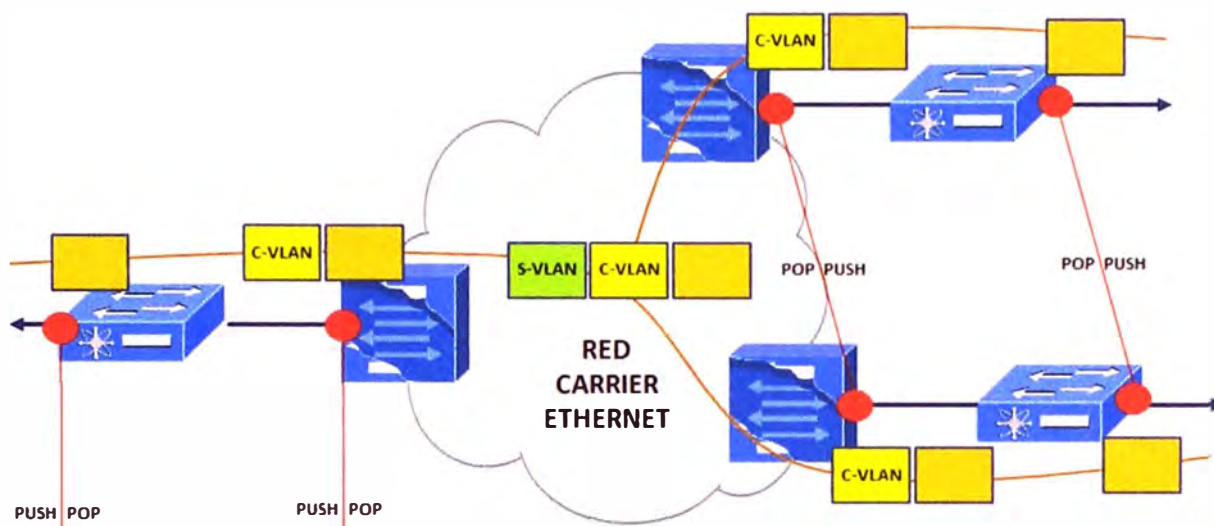 C-VLAN
C-VLAN
S-VLAN C-VLAN
POP PUSH
POP PUSH
RED
CARRIER
ETHERNET
C-VLAN
PUSH POP
PUSH POP